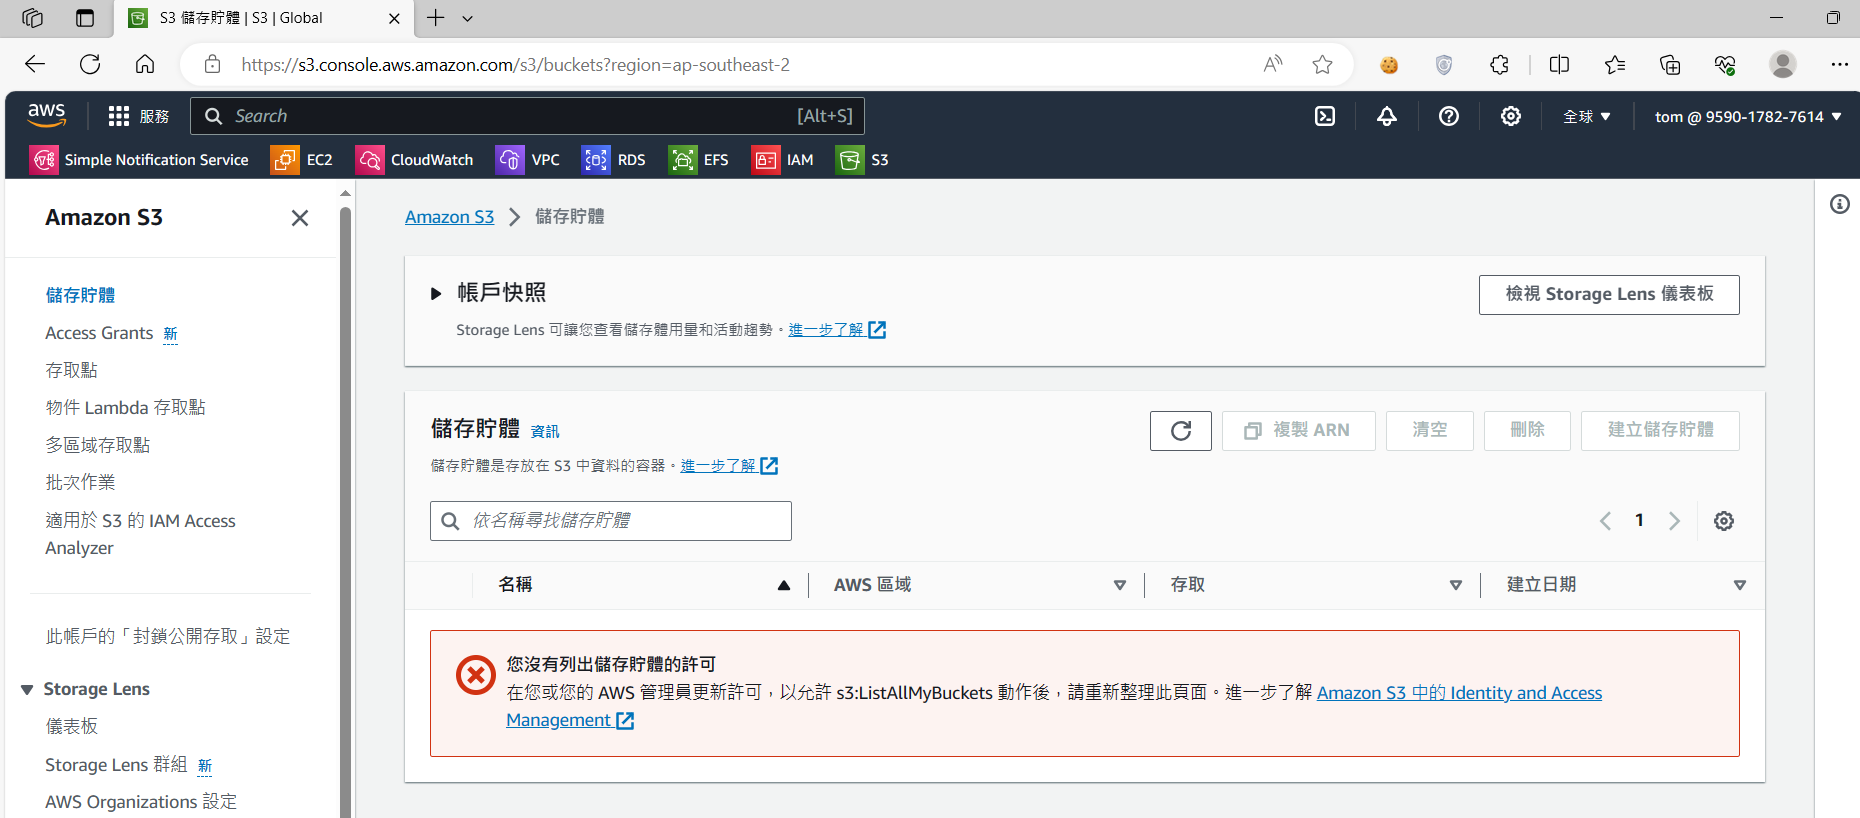 S3 儲存貯體 | S3 | Global
https://s3.console.aws.amazon.com/s3/buckets?region=ap-southeast-2
aws
服務
Search
[Alt+S]
全球
tom @ 9590-1782-7614
Simple Notification Service
EC2
CloudWatch
VPC
RDS
EFS
IAM
S3
Amazon S3
儲存貯體
Access Grants 新
存取點
物件 Lambda 存取點
多區域存取點
批次作業
適用於 S3 的 IAM Access
Analyzer
此帳戶的「封鎖公開存取」設定
Storage Lens
儀表板
Storage Lens 群組 新
AWS Organizations 設定
Amazon S3
儲存貯體
帳戶快照
檢視 Storage Lens 儀表板
Storage Lens 可讓您查看儲存體用量和活動趨勢。進一步了解
儲存貯體 資訊
複製 ARN
清空
刪除
建立儲存貯體
儲存貯體是存放在 S3 中資料的容器。進一步了解
依名稱尋找儲存貯體
1
名稱
AWS 區域
存取
建立日期
您沒有列出儲存貯體的許可
在您或您的 AWS 管理員更新許可，以允許 s3:ListAllMyBuckets 動作後，請重新整理此頁面。進一步了解 Amazon S3 中的 Identity and Access
Management